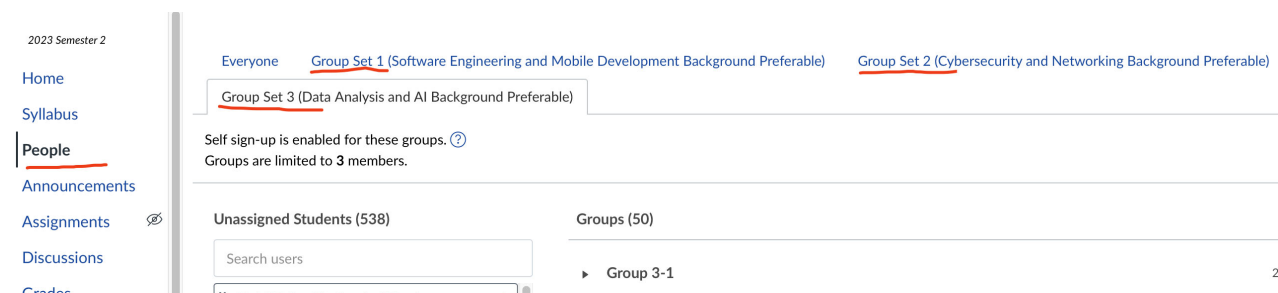 2023 Semester 2
Home
Syllabus
People
Announcements
Assignments
Discussions
Grades
Everyone Group Set 1 (Software Engineering and Mobile Development Background Preferable) Group Set 2 (Cybersecurity and Networking Background Preferable)
Group Set 3 (Data Analysis and AI Background Preferable)
Self sign-up is enabled for these groups. ?
Groups are limited to 3 members.
Unassigned Students (538)
Search users
Groups (50)
Group 3-1
2